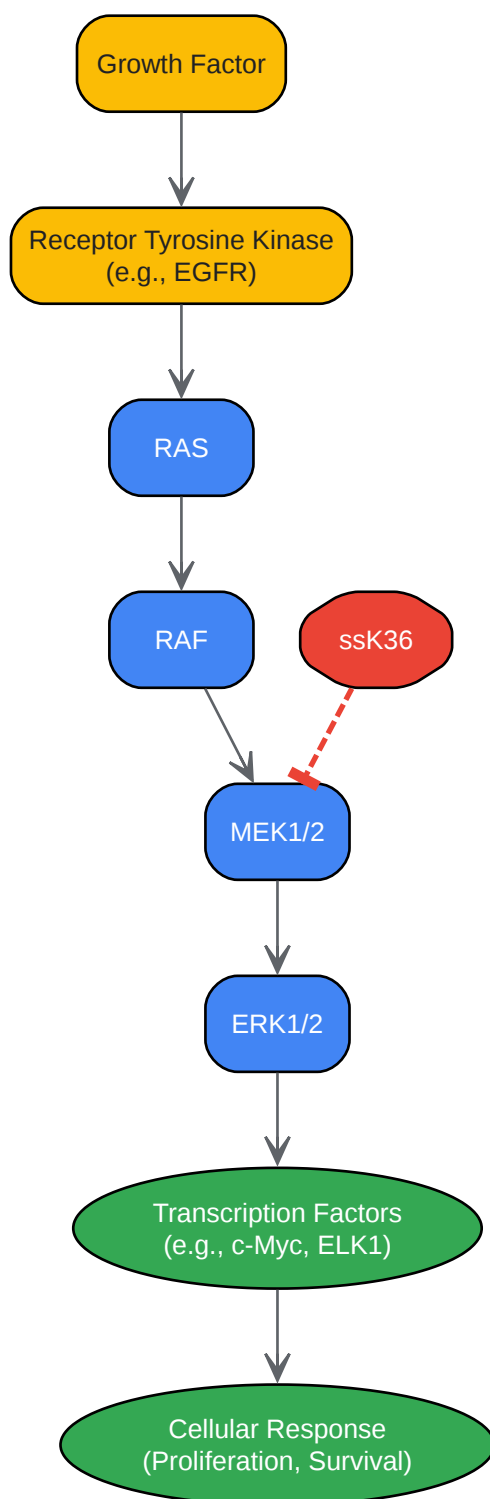 Growth Factor
Receptor Tyrosine Kinase
(e.g., EGFR)
RAS
RAF
ssK36
MEK1/2
ERK1/2
Transcription Factors
(e.g., c-Myc, ELK1)
Cellular Response
(Proliferation, Survival)